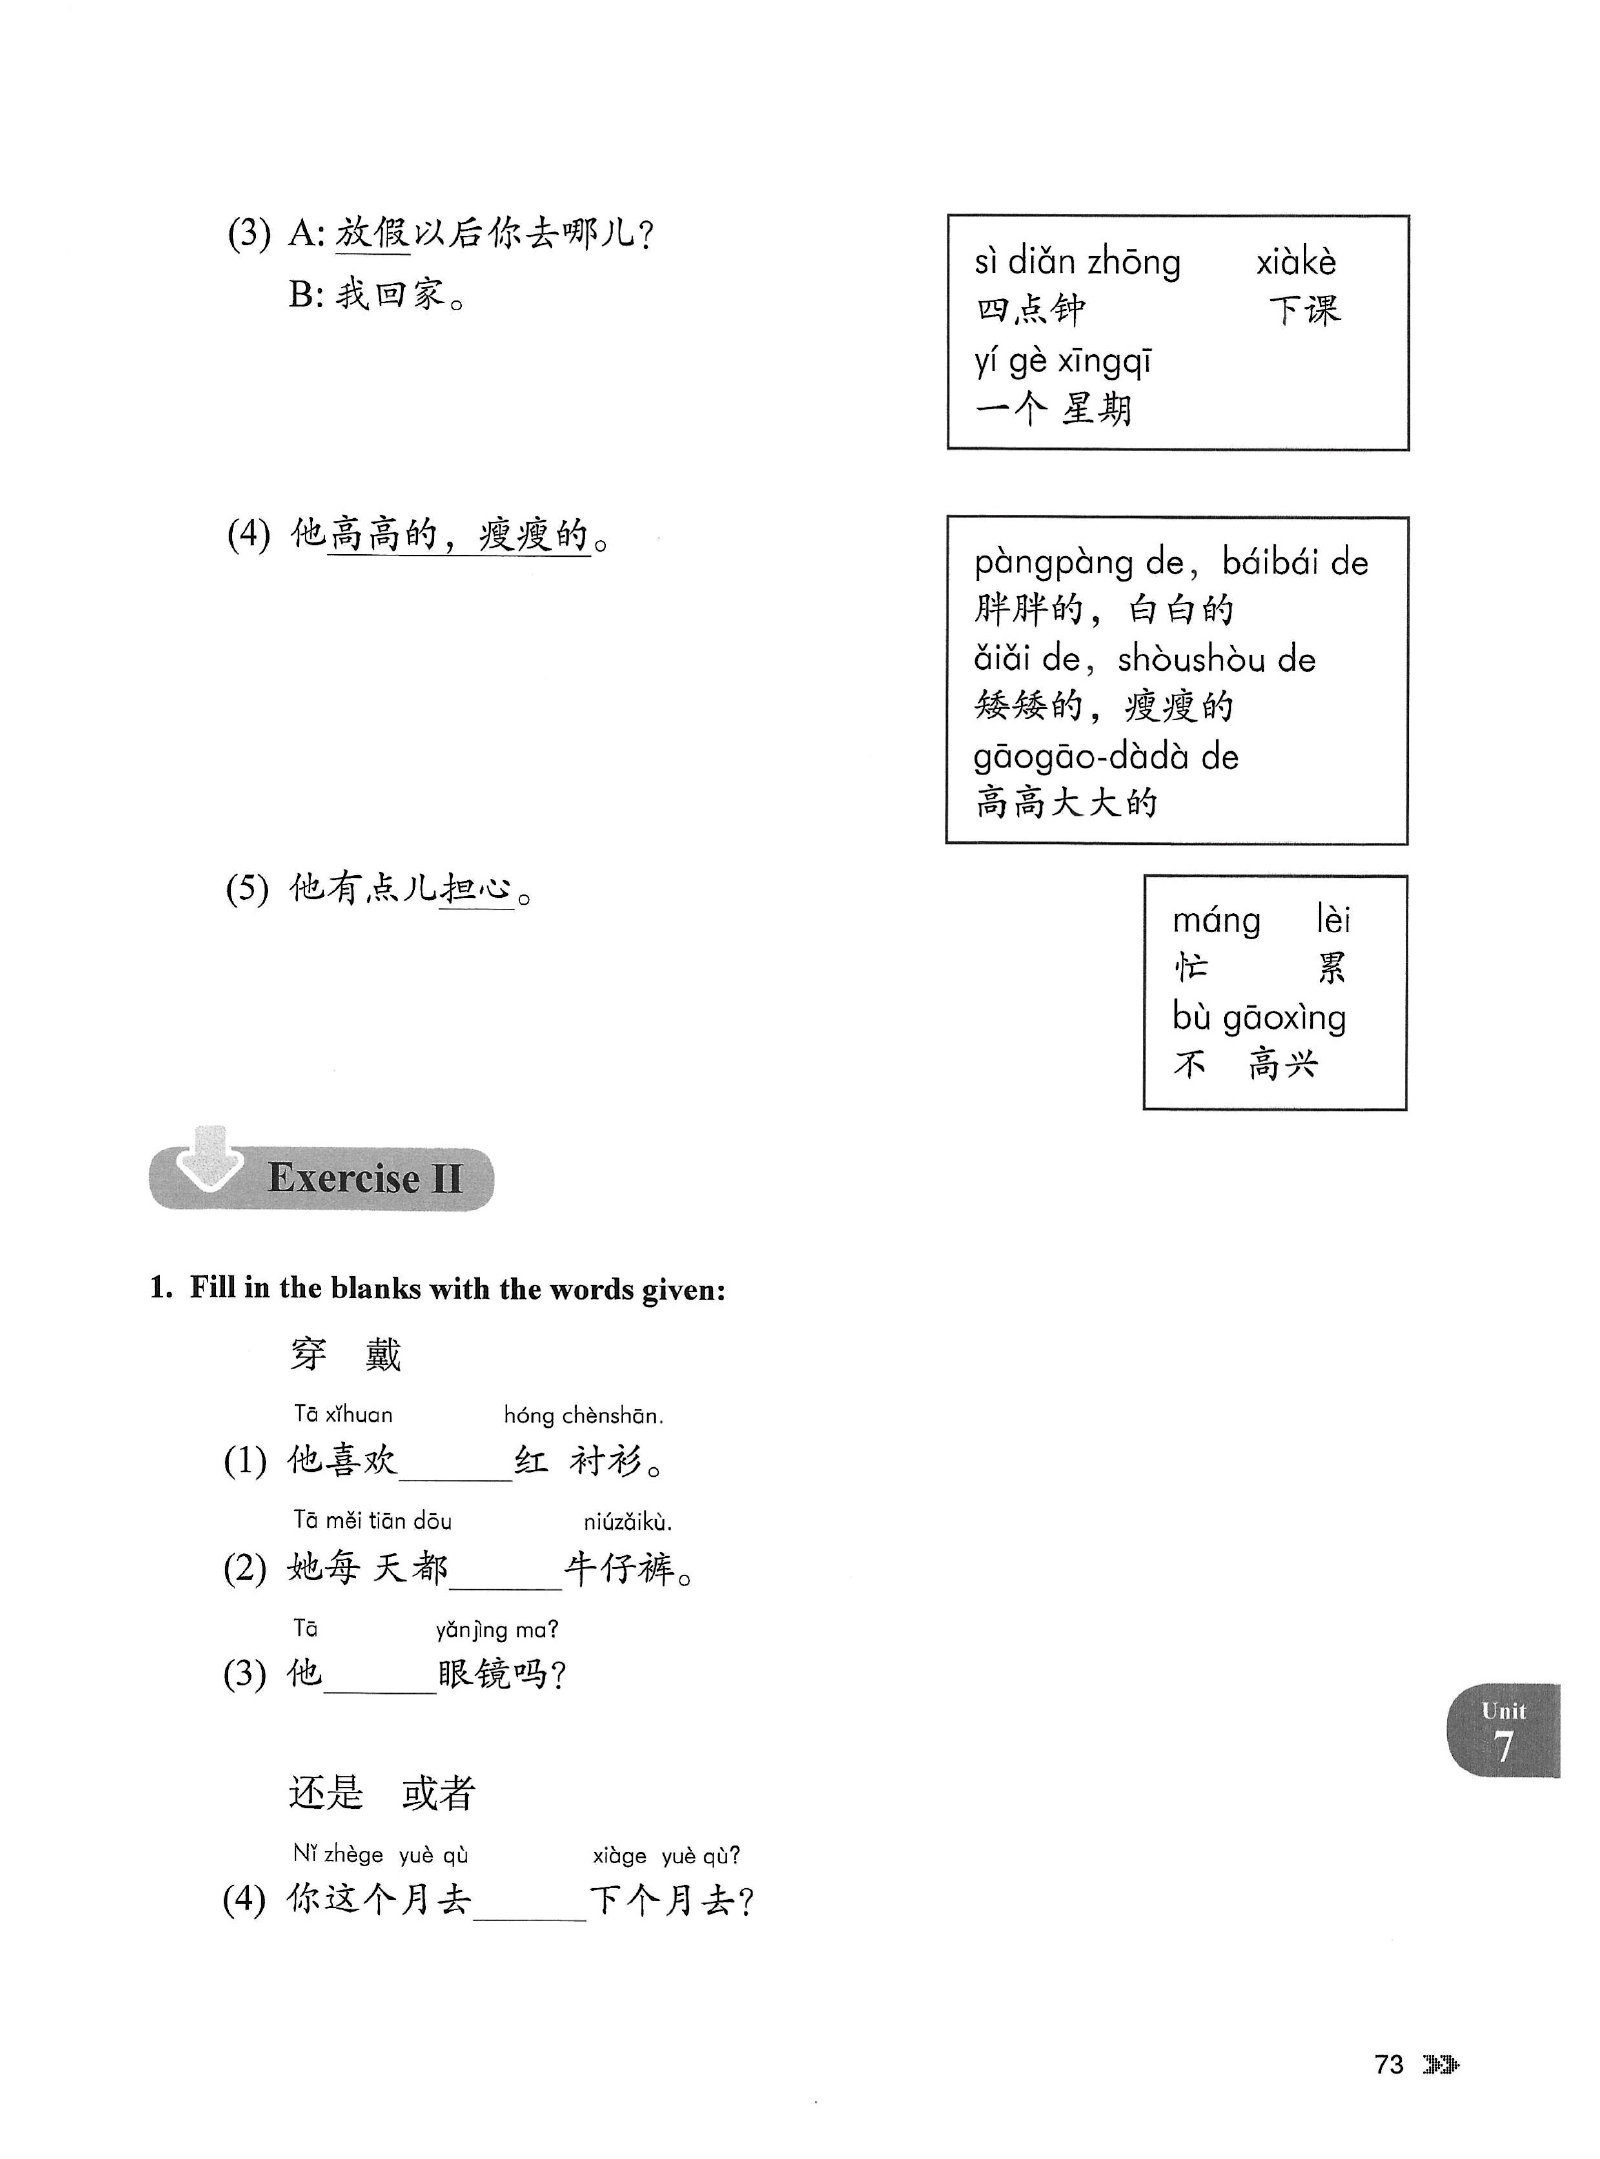 (3) A: 放假以后你去哪儿?
B: 我回家。
sì diǎn zhōng xiàkè
四点钟 下课
yí gè xīngqī
一个 星期
(4) 他高高的，瘦瘦的。
pàngpàng de, báibái de
胖胖的，白白的
ǎiǎi de, shòushòu de
矮矮的，瘦瘦的
gāogāo-dàdà de
高高大大的
(5) 他有点儿担心。
máng lèi
忙 累
bù gāoxìng
不 高兴
Exercise II
1. Fill in the blanks with the words given:
穿 戴
Tā xǐhuan hóng chènshān.
(1) 他喜欢______红 衬衫。
Tā měi tiān dōu niúzǎikù.
(2) 她每 天都______牛仔裤。
Tā yǎnjìng ma?
(3) 他______眼镜吗?
还是 或者
Nǐ zhège yuè qù xiàge yuè qù?
(4) 你这个月去______下个月去?
Unit
7
73